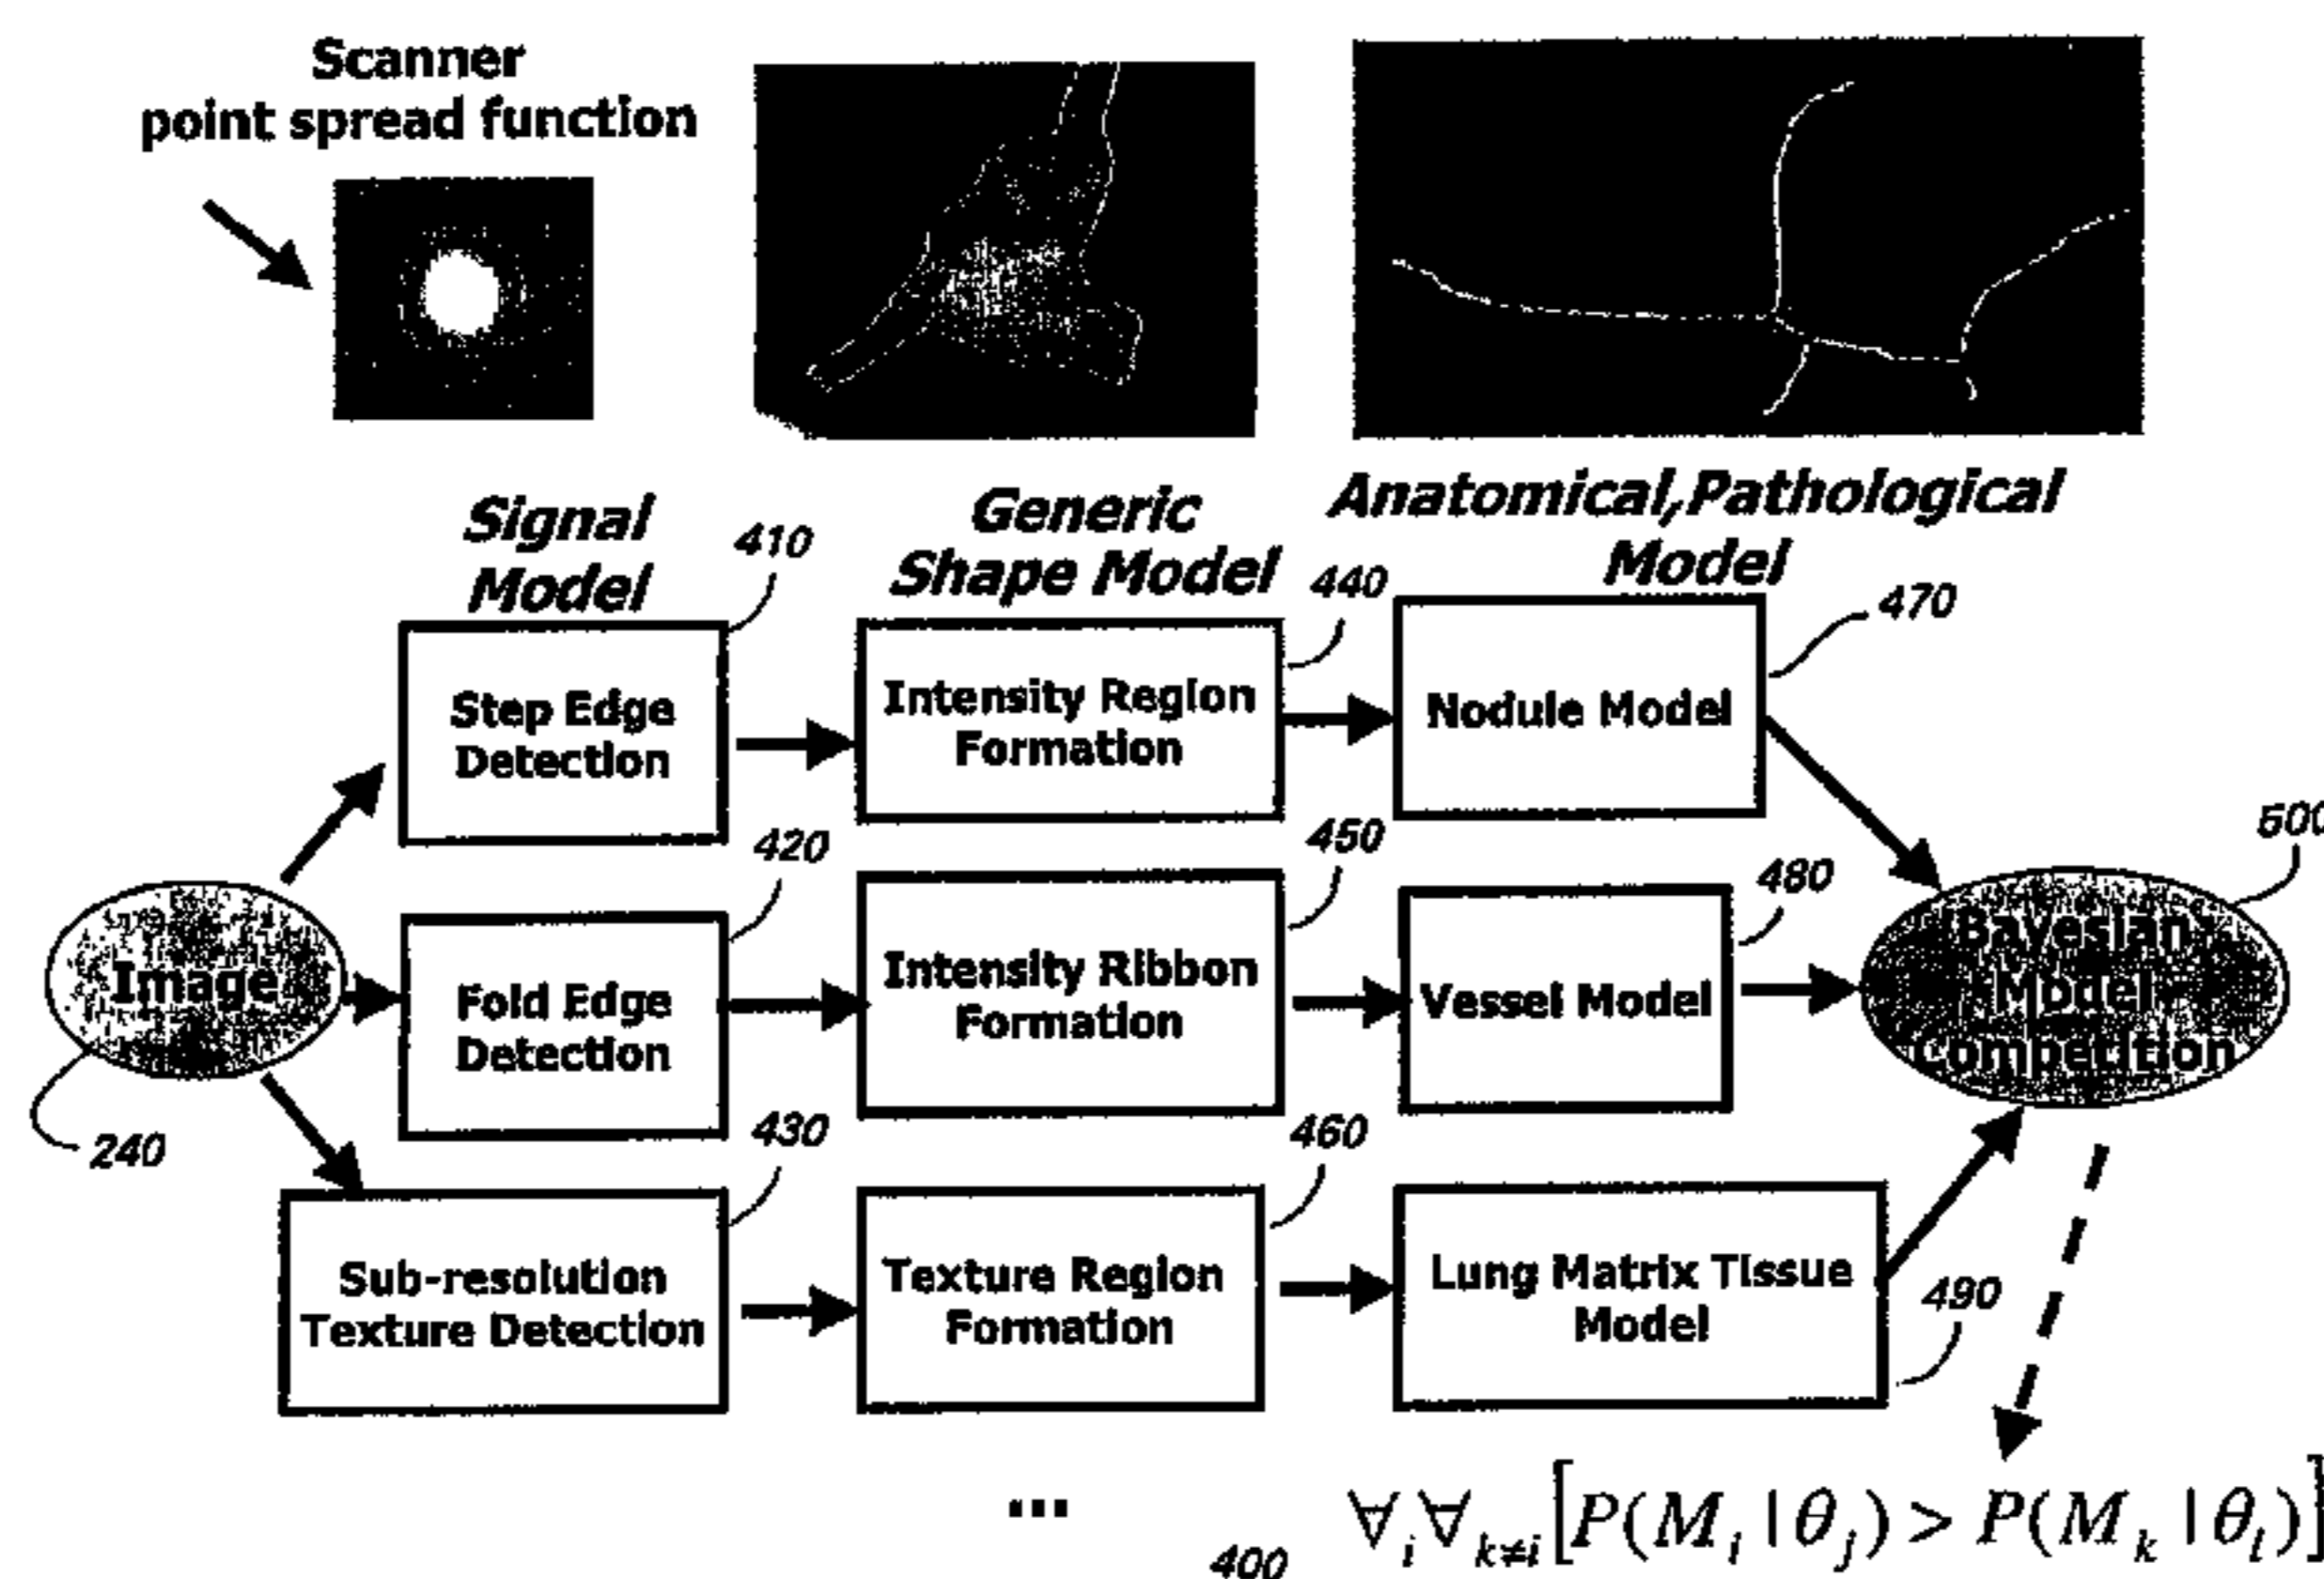 Scanner
point spread function
Signal
Model
410
Generic
Shape Model
440
Anatomical,Pathological
Model
470
Step Edge
Detection
Intensity Region
Formation
Nodule Model
420
450
480
500
Image
240
Fold Edge
Detection
Intensity Ribbon
Formation
Vessel Model
Bayesian
Model
Competition
430
460
490
Sub-resolution
Texture Detection
Texture Region
Formation
Lung Matrix Tissue
Model
...
400
∀i∀k≠i[P(Mi|θj)>P(Mk|θl)]